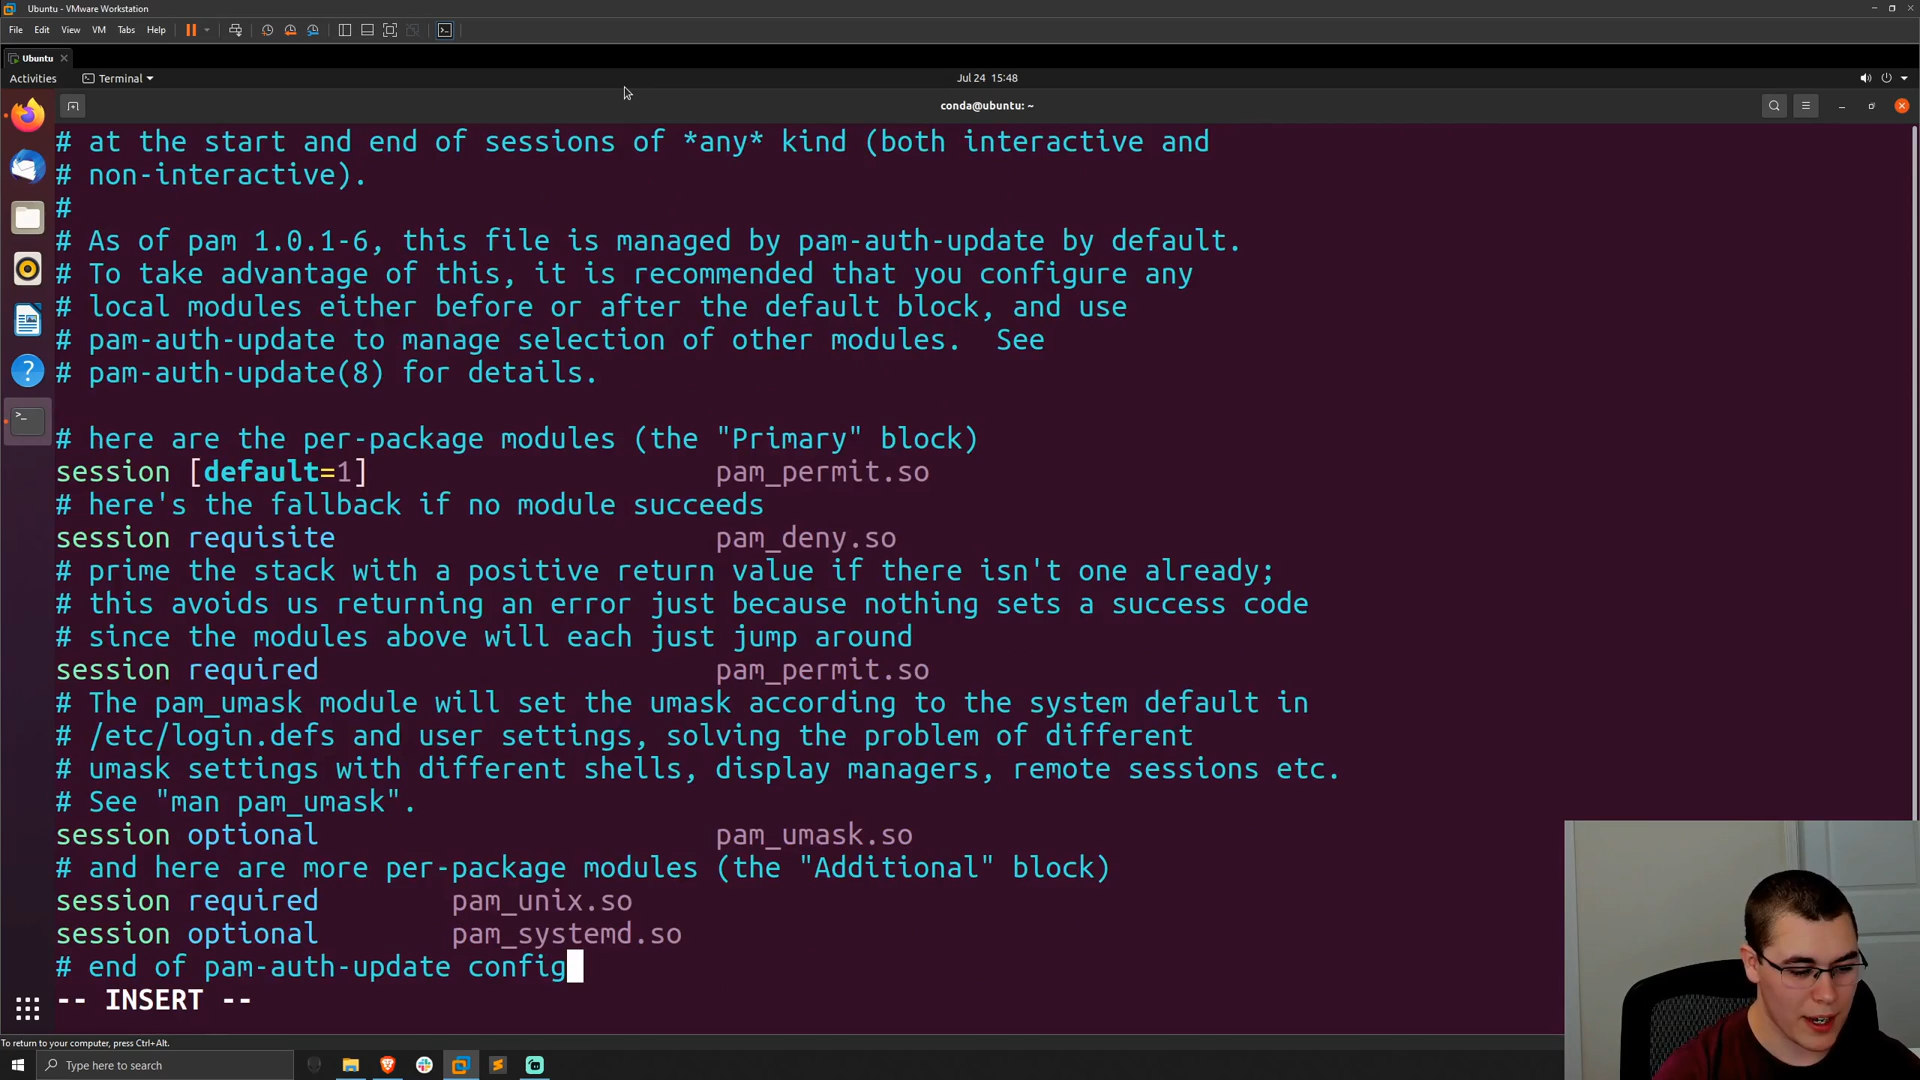 Ubuntu - VMware Workstation
File Edit View VM Tabs Help
Ubuntu
Activities Terminal Jul 24 15:48
conda@ubuntu: ~
# at the start and end of sessions of *any* kind (both interactive and
# non-interactive).
#
# As of pam 1.0.1-6, this file is managed by pam-auth-update by default.
# To take advantage of this, it is recommended that you configure any
# local modules either before or after the default block, and use
# pam-auth-update to manage selection of other modules.  See
# pam-auth-update(8) for details.
# here are the per-package modules (the "Primary" block)
session [default=1] pam_permit.so
# here's the fallback if no module succeeds
session requisite pam_deny.so
# prime the stack with a positive return value if there isn't one already;
# this avoids us returning an error just because nothing sets a success code
# since the modules above will each just jump around
session required pam_permit.so
# The pam_umask module will set the umask according to the system default in
# /etc/login.defs and user settings, solving the problem of different
# umask settings with different shells, display managers, remote sessions etc.
# See "man pam_umask".
session optional pam_umask.so
# and here are more per-package modules (the "Additional" block)
session required pam_unix.so
session optional pam_systemd.so
# end of pam-auth-update config
-- INSERT --
To return to your computer, press Ctrl+Alt.
Type here to search